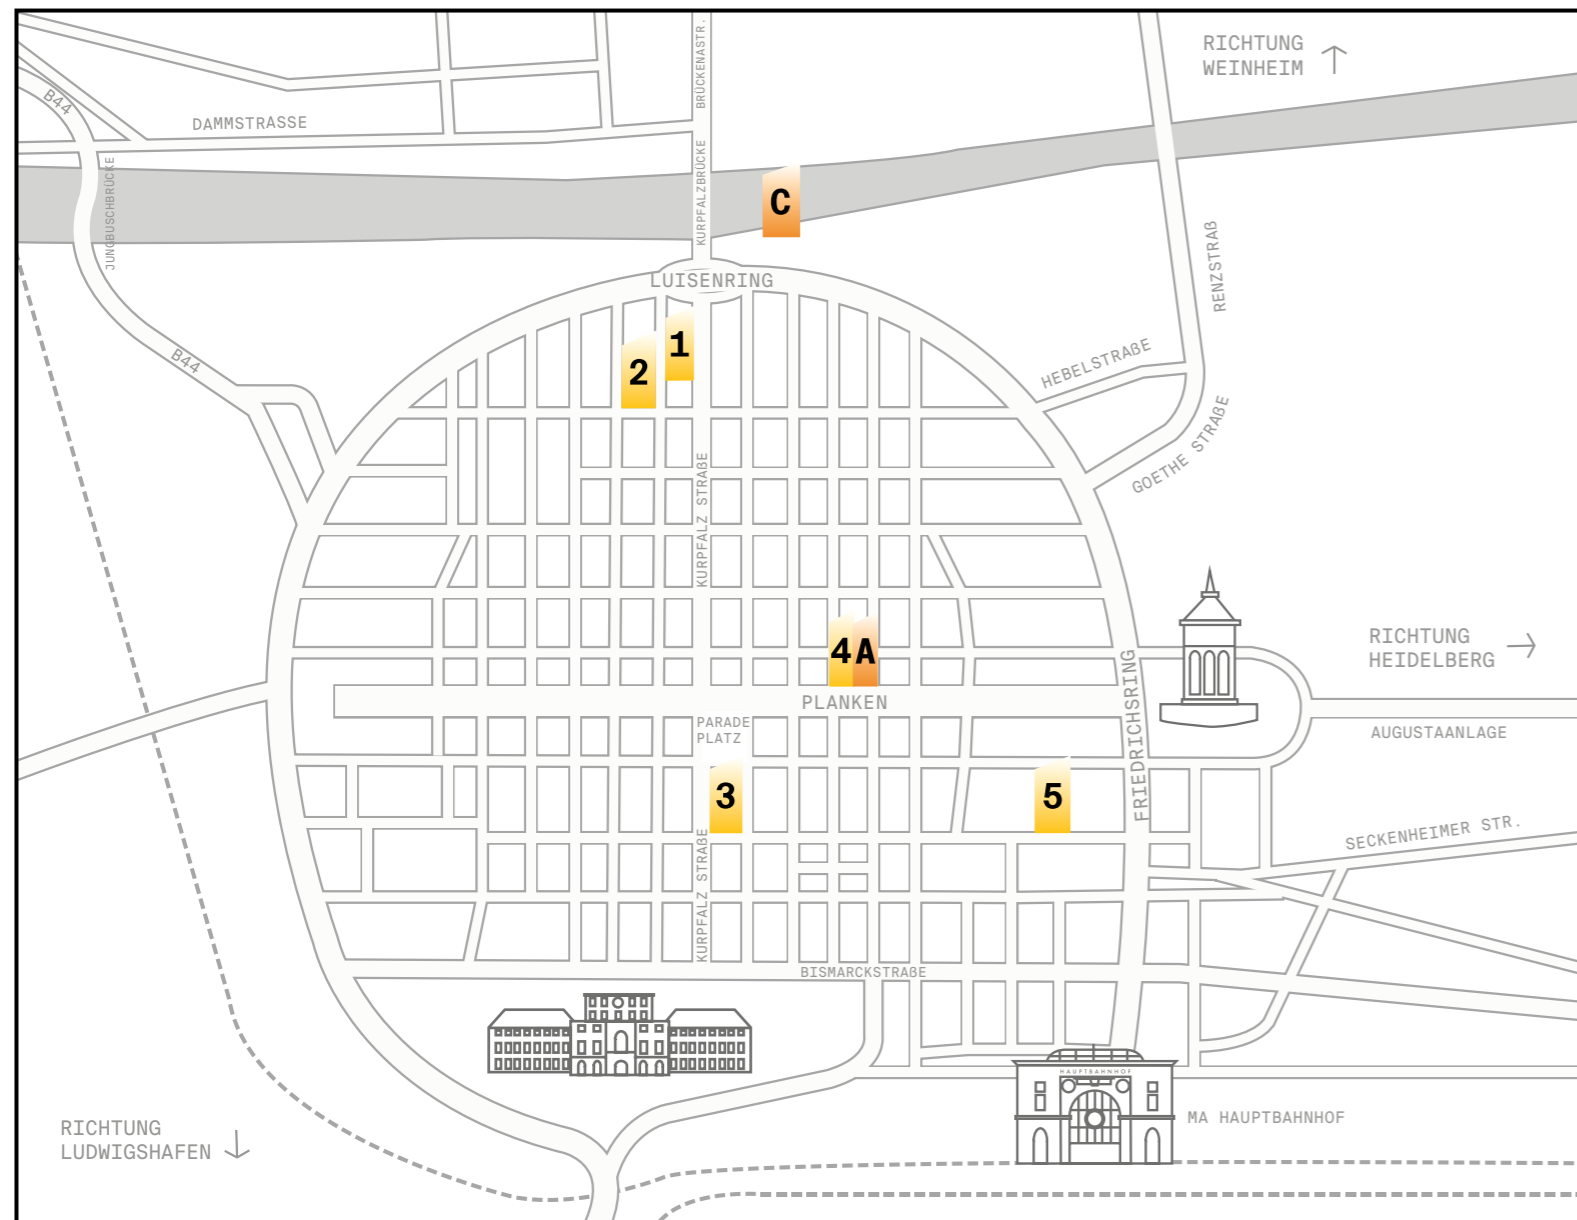 RICHTUNG
WEINHEIM
BRÜCKENASTR.
B44
DAMMSTRASSE
JUNGBUSCHBRÜCKE
KURPFALZBRÜCKE
C
RENZSTRAß
LUISENRING
1
2
B44
HEBELSTRAßE
GOETHE STRAßE
KURPFALZ STRAßE
4 A
RICHTUNG
HEIDELBERG
PLANKEN
FRIEDRICHSRING
PARADE
PLATZ
AUGUSTAANLAGE
3
5
SECKENHEIMER STR.
KURPFALZ STRAßE
BISMARCKSTRAßE
HAUPTBAHNHOF
MA HAUPTBAHNHOF
RICHTUNG
LUDWIGSHAFEN